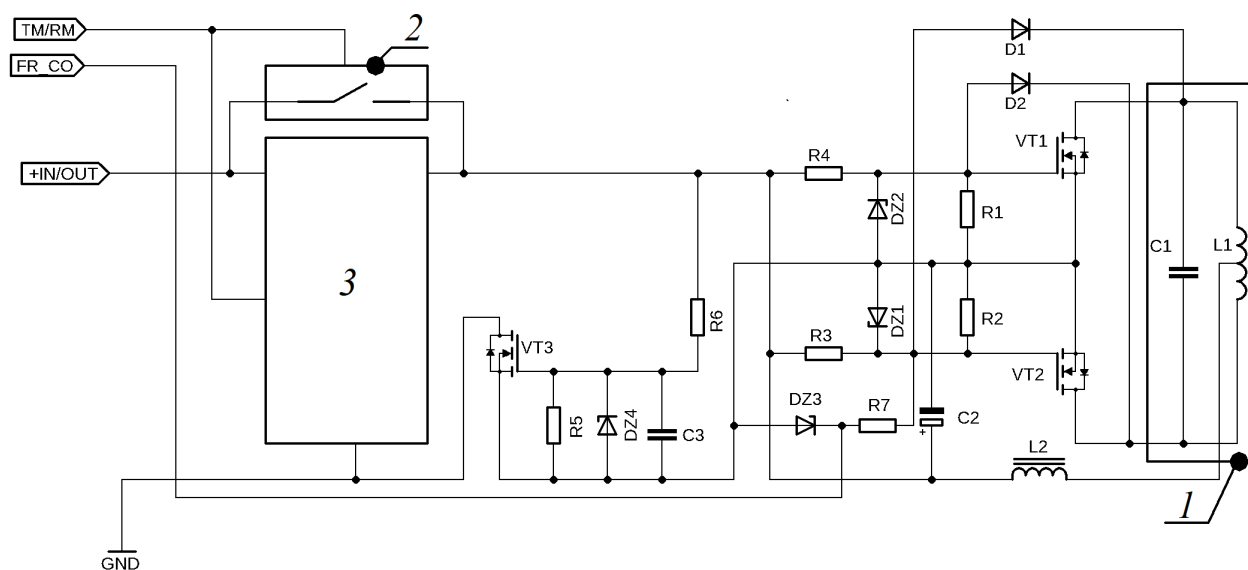 TM/RM
2
D1
FR_CO
D2
VT1
+IN/OUT
R4
DZ2
R1
C1
L1
3
R6
DZ1
R2
VT3
R3
VT2
DZ3
R7
R5
DZ4
C3
C2
+
L2
1
GND